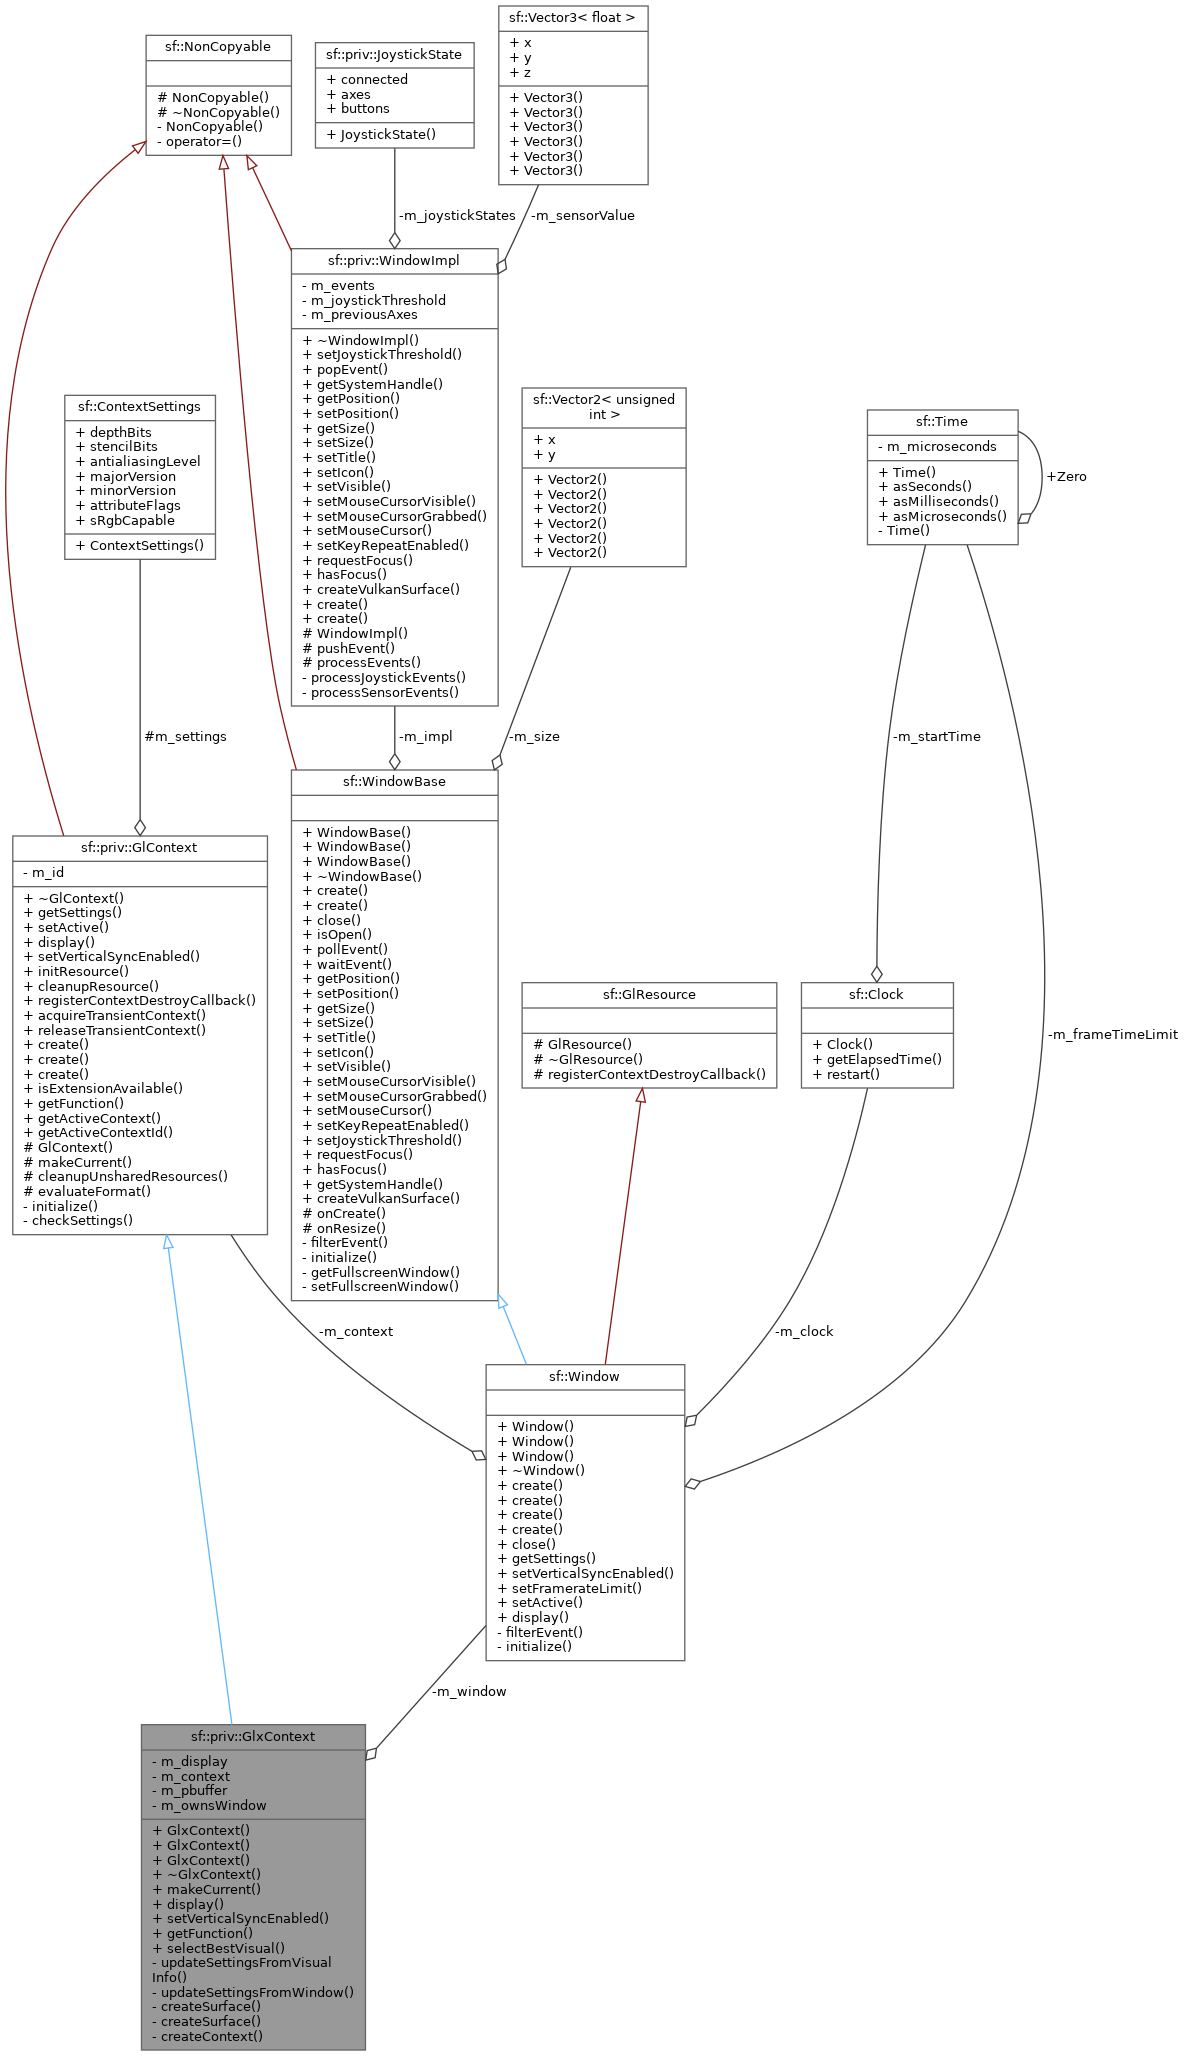 sf::Vector3< float >
+ x
+ y
+ z
+ Vector3()
+ Vector3()
+ Vector3()
+ Vector3()
+ Vector3()
+ Vector3()
sf::NonCopyable
# NonCopyable()
# ~NonCopyable()
- NonCopyable()
- operator=()
sf::priv::JoystickState
+ connected
+ axes
+ buttons
+ JoystickState()
-m_joystickStates
-m_sensorValue
sf::priv::WindowImpl
- m_events
- m_joystickThreshold
- m_previousAxes
+ ~WindowImpl()
+ setJoystickThreshold()
+ popEvent()
+ getSystemHandle()
+ getPosition()
+ setPosition()
+ getSize()
+ setSize()
+ setTitle()
+ setIcon()
+ setVisible()
+ setMouseCursorVisible()
+ setMouseCursorGrabbed()
+ setMouseCursor()
+ setKeyRepeatEnabled()
+ requestFocus()
+ hasFocus()
+ createVulkanSurface()
+ create()
+ create()
# WindowImpl()
# pushEvent()
# processEvents()
- processJoystickEvents()
- processSensorEvents()
sf::ContextSettings
+ depthBits
+ stencilBits
+ antialiasingLevel
+ majorVersion
+ minorVersion
+ attributeFlags
+ sRgbCapable
+ ContextSettings()
sf::Vector2< unsigned
int >
+ x
+ y
+ Vector2()
+ Vector2()
+ Vector2()
+ Vector2()
+ Vector2()
+ Vector2()
sf::Time
- m_microseconds
+ Time()
+ asSeconds()
+ asMilliseconds()
+ asMicroseconds()
- Time()
+Zero
#m_settings
-m_impl
-m_size
-m_startTime
sf::WindowBase
+ WindowBase()
+ WindowBase()
+ WindowBase()
+ ~WindowBase()
+ create()
+ create()
+ close()
+ isOpen()
+ pollEvent()
+ waitEvent()
+ getPosition()
+ setPosition()
+ getSize()
+ setSize()
+ setTitle()
+ setIcon()
+ setVisible()
+ setMouseCursorVisible()
+ setMouseCursorGrabbed()
+ setMouseCursor()
+ setKeyRepeatEnabled()
+ setJoystickThreshold()
+ requestFocus()
+ hasFocus()
+ getSystemHandle()
+ createVulkanSurface()
# onCreate()
# onResize()
- filterEvent()
- initialize()
- getFullscreenWindow()
- setFullscreenWindow()
sf::priv::GlContext
- m_id
+ ~GlContext()
+ getSettings()
+ setActive()
+ display()
+ setVerticalSyncEnabled()
+ initResource()
+ cleanupResource()
+ registerContextDestroyCallback()
+ acquireTransientContext()
+ releaseTransientContext()
+ create()
+ create()
+ create()
+ isExtensionAvailable()
+ getFunction()
+ getActiveContext()
+ getActiveContextId()
# GlContext()
# makeCurrent()
# cleanupUnsharedResources()
# evaluateFormat()
- initialize()
- checkSettings()
sf::GlResource
# GlResource()
# ~GlResource()
# registerContextDestroyCallback()
sf::Clock
+ Clock()
+ getElapsedTime()
+ restart()
-m_frameTimeLimit
-m_context
-m_clock
sf::Window
+ Window()
+ Window()
+ Window()
+ ~Window()
+ create()
+ create()
+ create()
+ create()
+ close()
+ getSettings()
+ setVerticalSyncEnabled()
+ setFramerateLimit()
+ setActive()
+ display()
- filterEvent()
- initialize()
-m_window
sf::priv::GlxContext
- m_display
- m_context
- m_pbuffer
- m_ownsWindow
+ GlxContext()
+ GlxContext()
+ GlxContext()
+ ~GlxContext()
+ makeCurrent()
+ display()
+ setVerticalSyncEnabled()
+ getFunction()
+ selectBestVisual()
- updateSettingsFromVisual
Info()
- updateSettingsFromWindow()
- createSurface()
- createSurface()
- createContext()